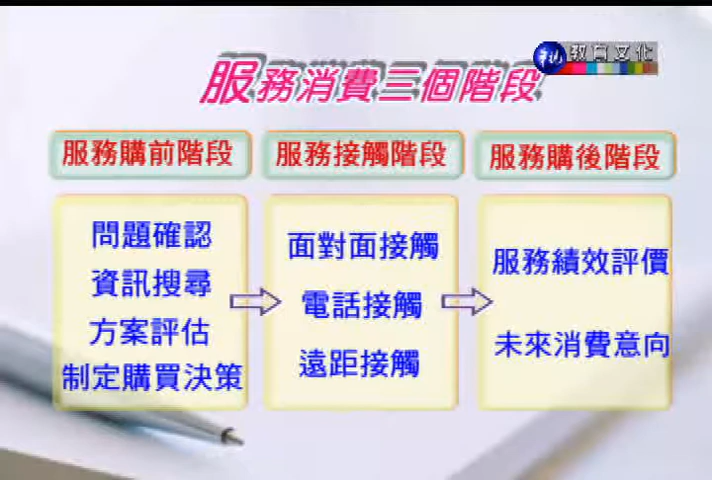 服務消費三個階段
華視 教育文化
服務購前階段
服務接觸階段
服務購後階段
問題確認
資訊搜尋
方案評估
制定購買決策
面對面接觸
電話接觸
遠距接觸
服務績效評價
未來消費意向